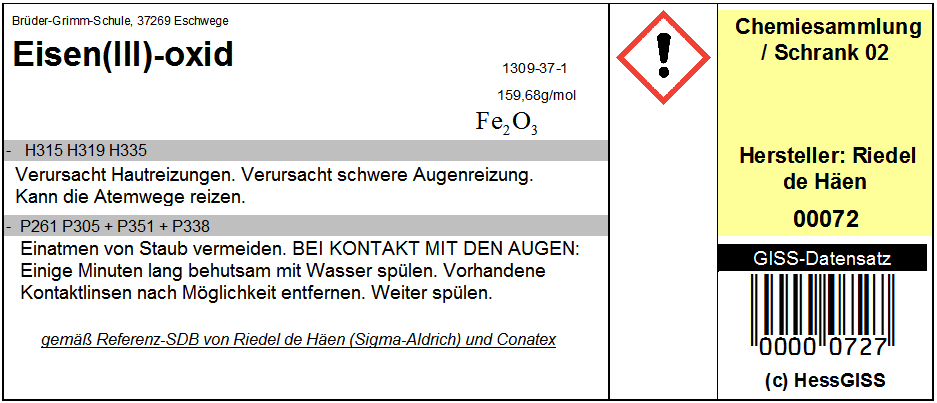 Brüder-Grimm-Schule, 37269 Eschwege
Eisen(III)-oxid
1309-37-1
159,68g/mol
Fe₂O₃
- H315 H319 H335
Verursacht Hautreizungen. Verursacht schwere Augenreizung.
Kann die Atemwege reizen.
- P261 P305 + P351 + P338
Einatmen von Staub vermeiden. BEI KONTAKT MIT DEN AUGEN:
Einige Minuten lang behutsam mit Wasser spülen. Vorhandene
Kontaktlinsen nach Möglichkeit entfernen. Weiter spülen.
gemäß Referenz-SDB von Riedel de Häen (Sigma-Aldrich) und Conatex
Chemiesammlung
/ Schrank 02
Hersteller: Riedel
de Häen
00072
GISS-Datensatz
0000 0727
(c) HessGISS